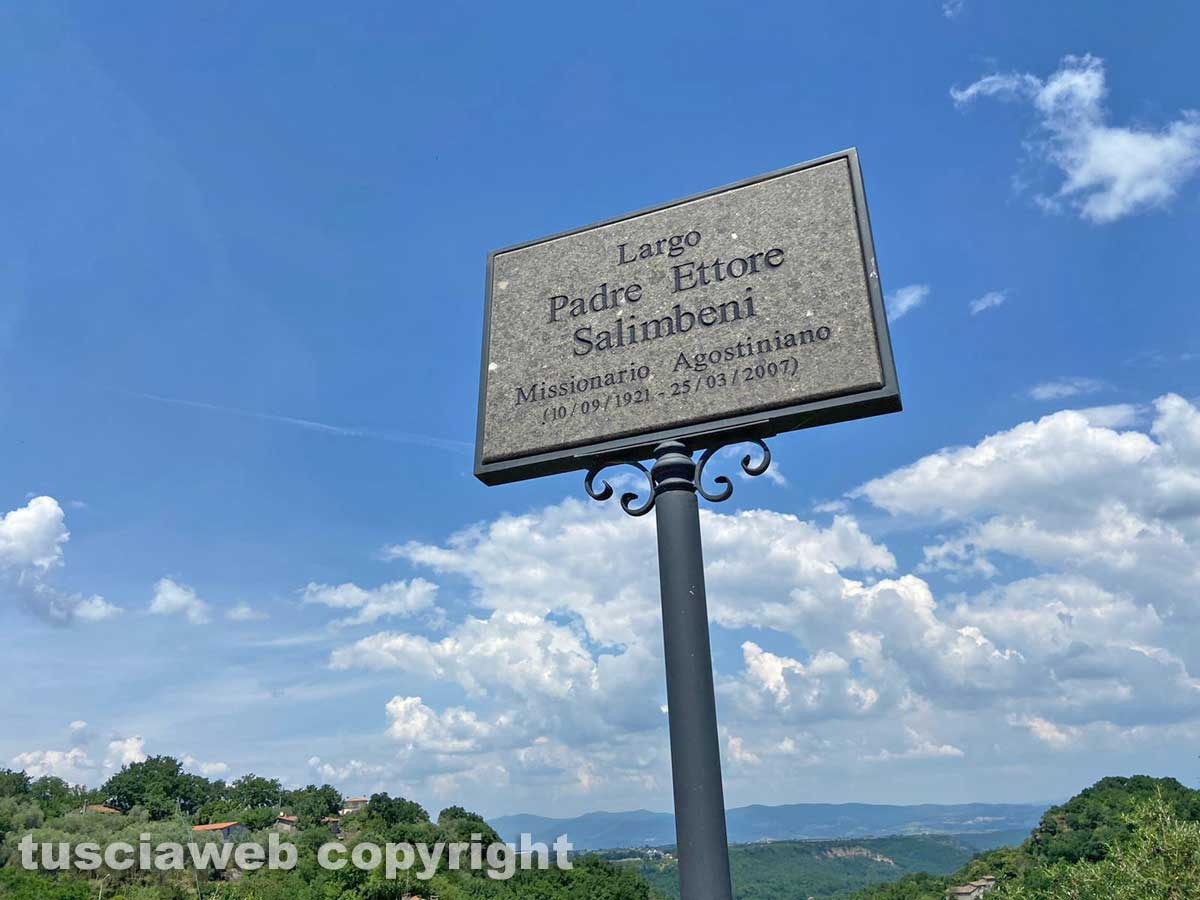 Largo
Padre Ettore
Salimbeni
Missionario Agostiniano
(10/09/1921 - 25/03/2007)
tusciaweb copyright